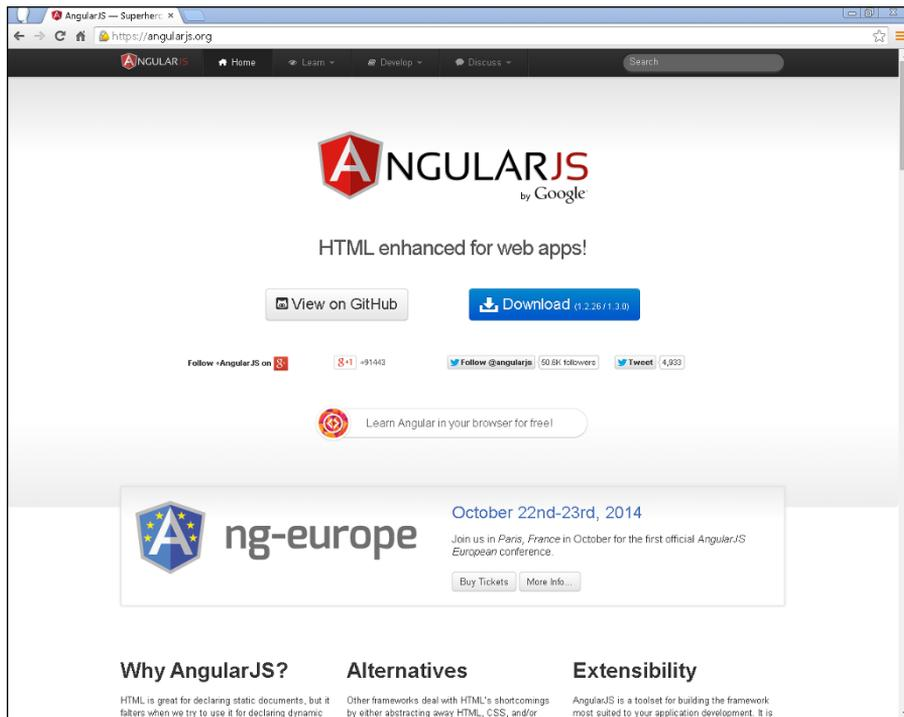 AngularJS — Superherc
https://angularjs.org
ANGULARJS Home Learn Develop Discuss Search
ANGULARJS
by Google
HTML enhanced for web apps!
View on GitHub Download (1.2.26 / 1.3.0)
Follow +AngularJS on g+ g+1 +91443 Follow @angularjs 50.6K followers Tweet 4,933
Learn Angular in your browser for free!
ng-europe
October 22nd-23rd, 2014
Join us in Paris, France in October for the first official AngularJS
European conference.
Buy Tickets More Info...
Why AngularJS?
HTML is great for declaring static documents, but it
falters when we try to use it for declaring dynamic
Alternatives
Other frameworks deal with HTML's shortcomings
by either abstracting away HTML, CSS, and/or
Extensibility
AngularJS is a toolset for building the framework
most suited to your application development. It is